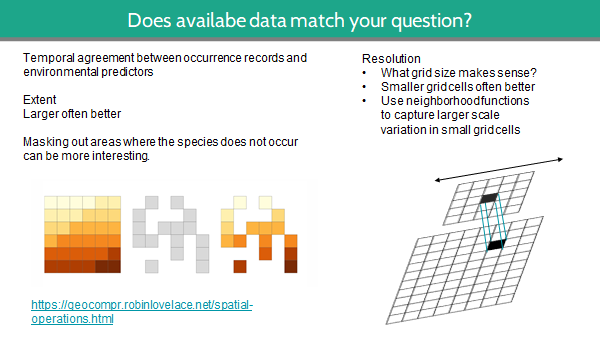 Does availabe data match your question?
Temporal agreement between occurrence records and
environmental predictors
Extent
Larger often better
Masking out areas where the species does not occur
can be more interesting.
https://geocompr.robinlovelace.net/spatial-
operations.html
Resolution
• What grid size makes sense?
• Smaller grid cells often better
• Use neighborhood functions
to capture larger scale
variation in small grid cells